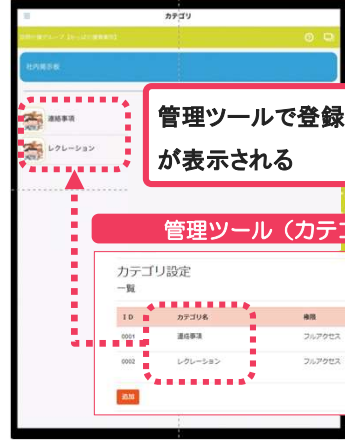 カテゴリ
社内掲示板
連絡事項
レクレーション
管理ツールで登録
が表示される
管理ツール（カテゴ
カテゴリ設定
一覧
ID カテゴリ名 権限
0001 連絡事項 フルアクセス
0002 レクレーション フルアクセス
追加